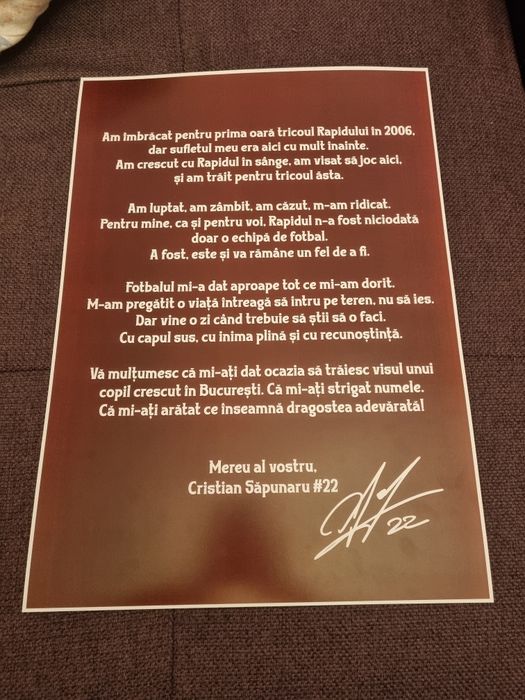 Am îmbrăcat pentru prima oară tricoul Rapidului în 2006,
dar sufletul meu era aici cu mult înainte.
Am crescut cu Rapidul în sânge, am visat să joc aici,
și am trăit pentru tricoul ăsta.
Am luptat, am zâmbit, am căzut, m-am ridicat.
Pentru mine, ca și pentru voi, Rapidul n-a fost niciodată
doar o echipă de fotbal.
A fost, este și va rămâne un fel de a fi.
Fotbalul mi-a dat aproape tot ce mi-am dorit.
M-am pregătit o viață întreagă să intru pe teren, nu să ies.
Dar vine o zi când trebuie să știi să o faci.
Cu capul sus, cu inima plină și cu recunoștință.
Vă mulțumesc că mi-ați dat ocazia să trăiesc visul unui
copil crescut în București. Că mi-ați strigat numele.
Că mi-ați arătat ce înseamnă dragostea adevărată!
Mereu al vostru,
Cristian Săpunaru #22
22